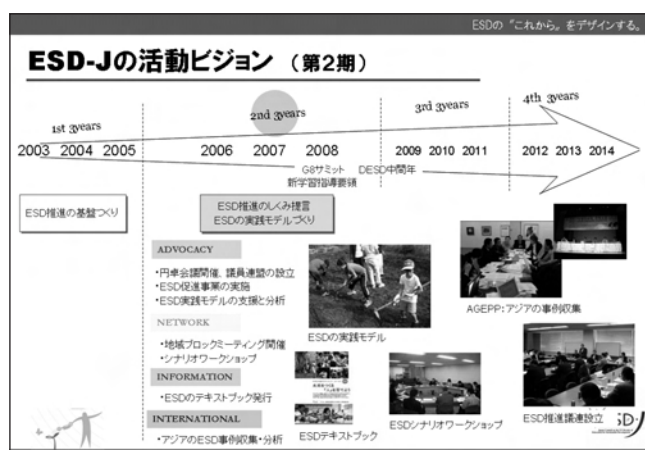 ESDの〝これから〟をデザインする。
ESD-Jの活動ビジョン（第2期）
1st 3years
2nd 3years
3rd 3years
4th 3years
2003 2004 2005
2006 2007 2008
2009 2010 2011
2012 2013 2014
G8サミット DESD中間年
新学習指導要領
ESD推進の基盤づくり
ESD推進のしくみ提言
ESDの実践モデルづくり
ADVOCACY
・円卓会議開催、議員連盟の設立
・ESD促進事業の実施
・ESD実践モデルの支援と分析
NETWORK
・地域ブロックミーティング開催
・シナリオワークショップ
INFORMATION
・ESDのテキストブック発行
INTERNATIONAL
・アジアのESD事例収集・分析
ESDの実践モデル
AGEPP：アジアの事例収集
ESDテキストブック
ESDシナリオワークショップ
ESD推進議連設立